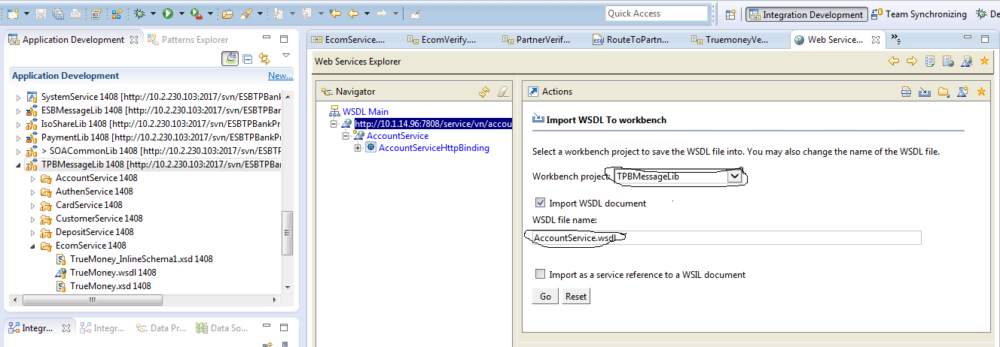 Quick Access
Integration Development
Team Synchronizing
De
Application Development
Patterns Explorer
Application Development
New...
SystemService 1408 [http://10.2.230.103:2017/svn/ESBTPBank
ESBMessageLib 1408 [http://10.2.230.103:2017/svn/ESBTPBan
IsoShareLib 1408 [http://10.2.230.103:2017/svn/ESBTPBankPr
PaymentLib 1408 [http://10.2.230.103:2017/svn/ESBTPBankPro
> SOACommonLib 1408 [http://10.2.230.103:2017/svn/ESBTPB
TPBMessageLib 1408 [http://10.2.230.103:2017/svn/ESBTPBan
AccountService 1408
AuthenService 1408
CardService 1408
CustomerService 1408
DepositService 1408
EcomService 1408
TrueMoney_InlineSchema1.xsd 1408
TrueMoney.wsdl 1408
TrueMoney.xsd 1408
Integr...
Integr...
Data Pr...
Data So...
EcomService....
EcomVerify....
PartnerVerif...
RouteToPartn...
TruemoneyVe...
Web Service...
»9
Web Services Explorer
Navigator
WSDL Main
http://10.1.14.96:7808/service/vn/accou
AccountService
AccountServiceHttpBinding
Actions
Import WSDL To workbench
Select a workbench project to save the WSDL file into. You may also change the name of the WSDL file.
Workbench project: TPBMessageLib
Import WSDL document
WSDL file name:
AccountService.wsdl
Import as a service reference to a WSIL document
Go
Reset